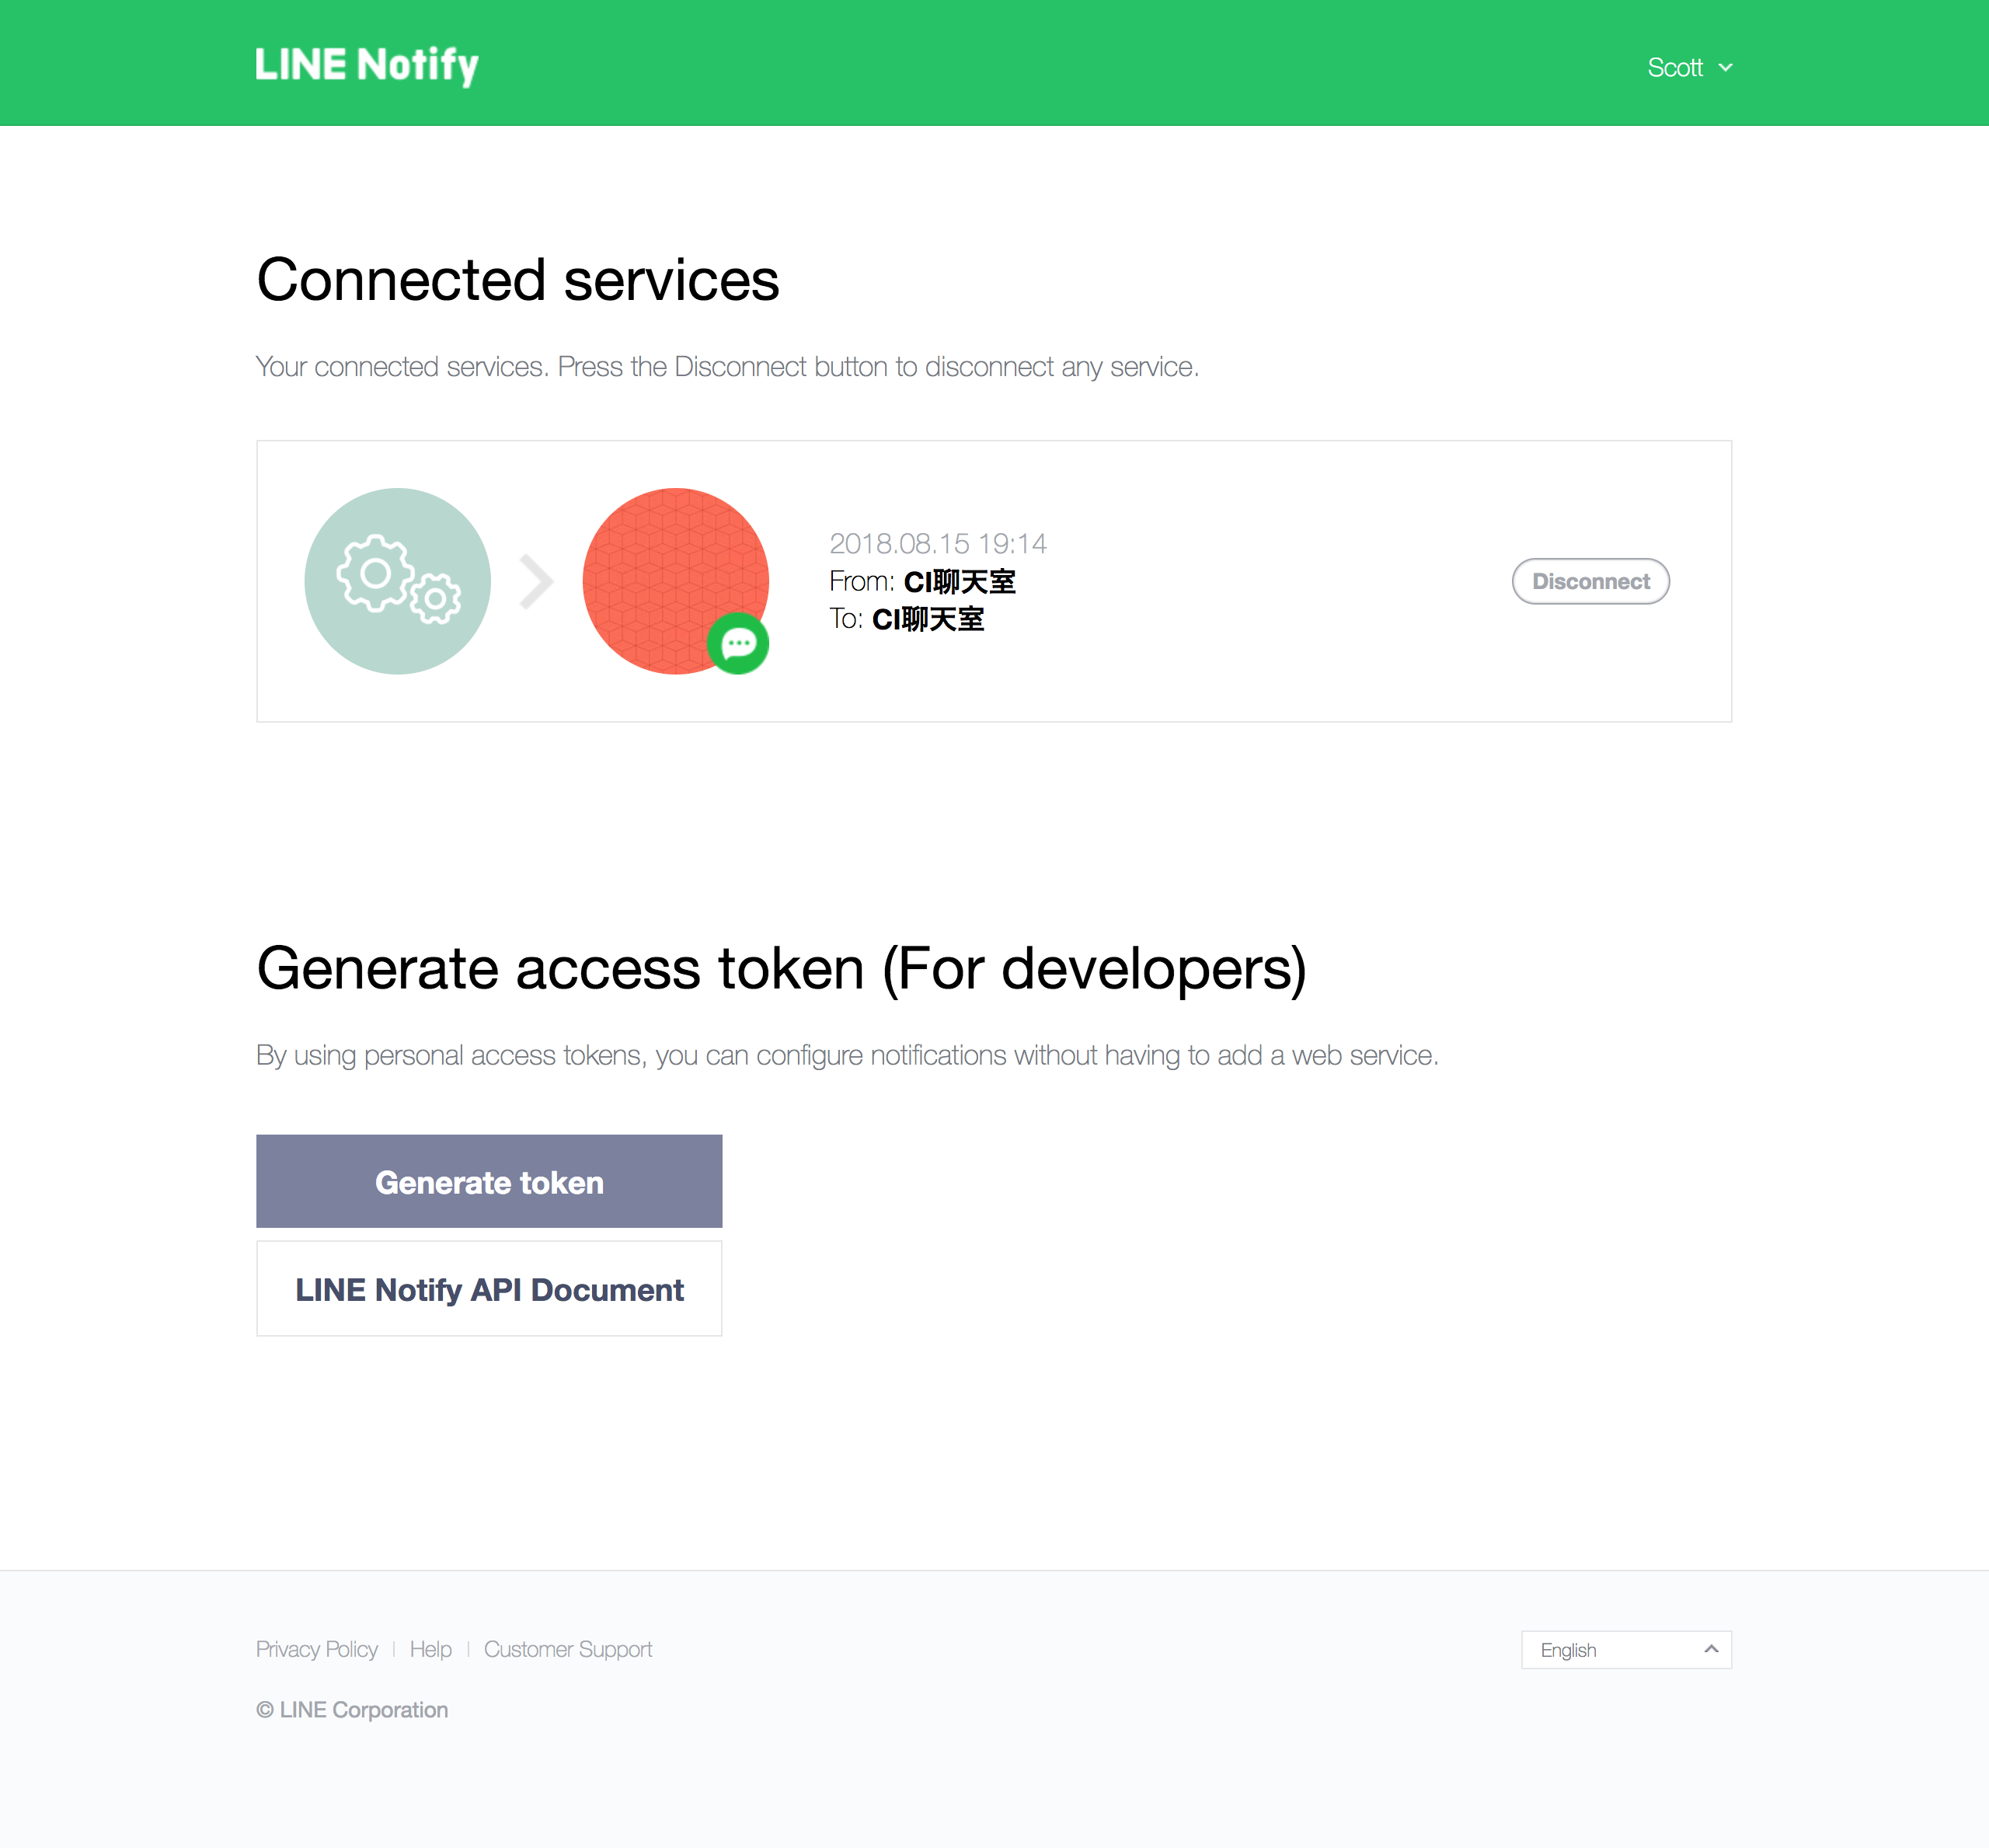 LINE Notify
Scott
Connected services
Your connected services. Press the Disconnect button to disconnect any service.
2018.08.15 19:14
From: CI聊天室
To: CI聊天室
Disconnect
Generate access token (For developers)
By using personal access tokens, you can configure notifications without having to add a web service.
Generate token
LINE Notify API Document
Privacy Policy | Help | Customer Support
English
© LINE Corporation